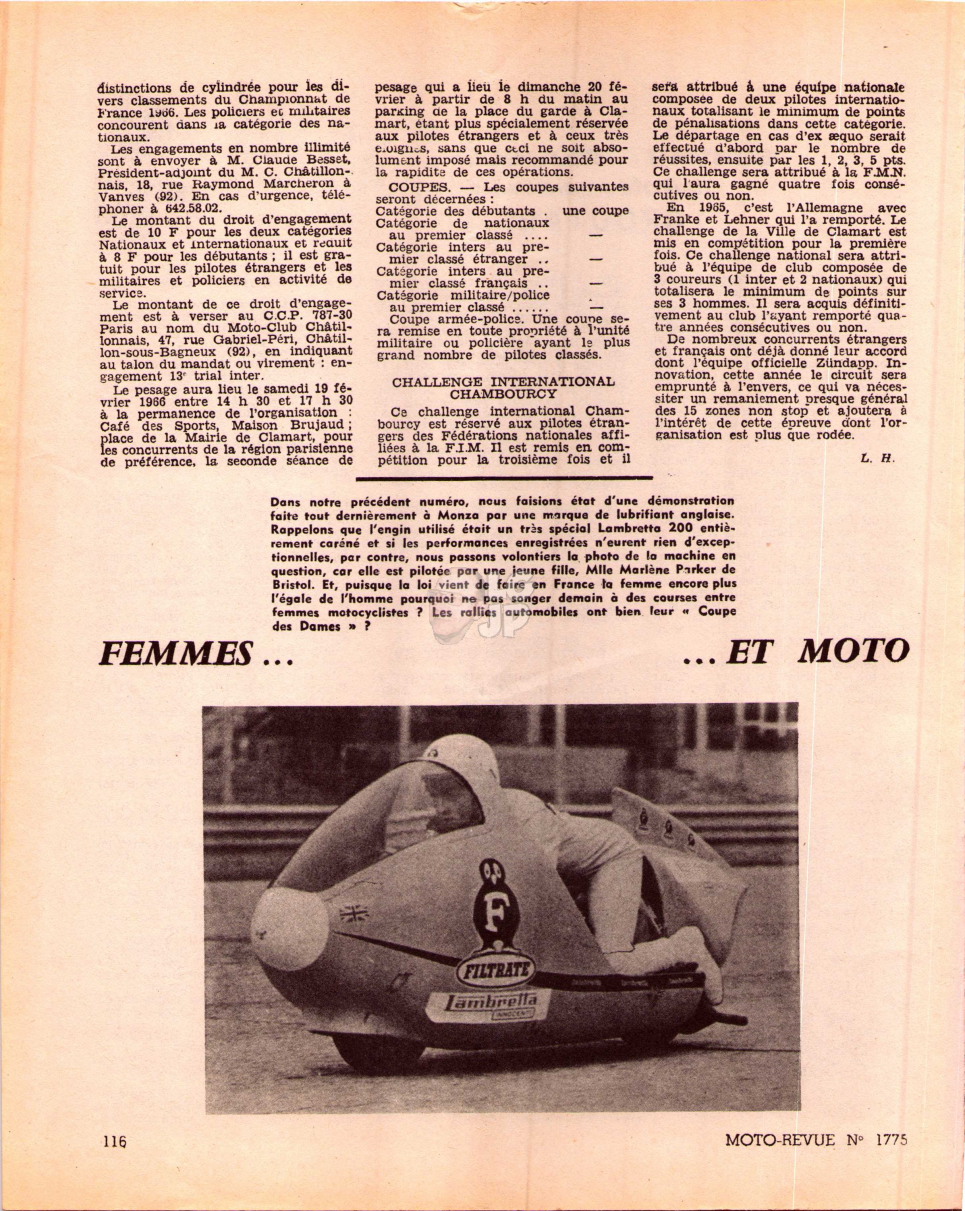 distinctions de cylindrée pour les di-
vers classements du Championnat de
France 1966. Les policiers et militaires
concourent dans la catégorie des na-
tionaux.
Les engagements en nombre illimité
sont à envoyer à M. Claude Besset,
Président-adjoint du M. C. Châtillon-
nais, 18, rue Raymond Marcheron à
Vanves (92). En cas d'urgence, télé-
phoner à 642.58.02.
Le montant du droit d'engagement
est de 10 F pour les deux catégories
Nationaux et internationaux et réduit
à 8 F pour les débutants ; il est gra-
tuit pour les pilotes étrangers et les
militaires et policiers en activité de
service.
Le montant de ce droit d'engage-
ment est à verser au C.C.P. 787-30
Paris au nom du Moto-Club Châtil-
lonnais, 47, rue Gabriel-Péri, Châtil-
lon-sous-Bagneux (92), en indiquant
au talon du mandat ou virement : en-
gagement 13e trial inter.
Le pesage aura lieu le samedi 19 fé-
vrier 1966 entre 14 h 30 et 17 h 30
à la permanence de l'organisation :
Café des Sports, Maison Brujaud ;
place de la Mairie de Clamart, pour
les concurrents de la région parisienne
de préférence, la seconde séance de
pesage qui a lieu le dimanche 20 fé-
vrier à partir de 8 h du matin au
parking de la place du garde à Cla-
mart, étant plus spécialement réservée
aux pilotes étrangers et à ceux très
éloignés, sans que ceci ne soit abso-
lument imposé mais recommandé pour
la rapidité de ces opérations.
COUPES. — Les coupes suivantes
seront décernées :
Catégorie des débutants . une coupe
Catégorie de nationaux
au premier classé .... —
Catégorie inters au pre-
mier classé étranger .. —
Catégorie inters au pre-
mier classé français .. —
Catégorie militaire/police
au premier classé ...... —
Coupe armée-police. Une coupe se-
ra remise en toute propriété à l'unité
militaire ou policière ayant le plus
grand nombre de pilotes classés.
CHALLENGE INTERNATIONAL
CHAMBOURCY
Ce challenge international Cham-
bourcy est réservé aux pilotes étran-
gers des Fédérations nationales affi-
liées à la F.I.M. Il est remis en com-
pétition pour la troisième fois et il
sera attribué à une équipe nationale
composée de deux pilotes internatio-
naux totalisant le minimum de points
de pénalisations dans cette catégorie.
Le départage en cas d'ex æquo serait
effectué d'abord par le nombre de
réussites, ensuite par les 1, 2, 3, 5 pts.
Ce challenge sera attribué à la F.M.N.
qui l'aura gagné quatre fois consé-
cutives ou non.
En 1965, c'est l'Allemagne avec
Franke et Lehner qui l'a remporté. Le
challenge de la Ville de Clamart est
mis en compétition pour la première
fois. Ce challenge national sera attri-
bué à l'équipe de club composée de
3 coureurs (1 inter et 2 nationaux) qui
totalisera le minimum de points sur
ses 3 hommes. Il sera acquis définiti-
vement au club l'ayant remporté qua-
tre années consécutives ou non.
De nombreux concurrents étrangers
et français ont déjà donné leur accord
dont l'équipe officielle Zündapp. In-
novation, cette année le circuit sera
emprunté à l'envers, ce qui va néces-
siter un remaniement presque général
des 15 zones non stop et ajoutera à
l'intérêt de cette épreuve dont l'or-
ganisation est plus que rodée.
L. H.
Dans notre précédent numéro, nous faisions état d'une démonstration
faite tout dernièrement à Monza par une marque de lubrifiant anglaise.
Rappelons que l'engin utilisé était un très spécial Lambretta 200 entiè-
rement caréné et si les performances enregistrées n'eurent rien d'excep-
tionnelles, par contre, nous passons volontiers la photo de la machine en
question, car elle est pilotée par une jeune fille, Mlle Marlène Parker de
Bristol. Et, puisque la loi vient de faire en France la femme encore plus
l'égale de l'homme pourquoi ne pas songer demain à des courses entre
femmes motocyclistes ? Les rallies automobiles ont bien leur « Coupe
des Dames » ?
FEMMES ... ... ET MOTO
F
FILTRATE
Lambretta
INNOCENTI
116
MOTO-REVUE N° 1775